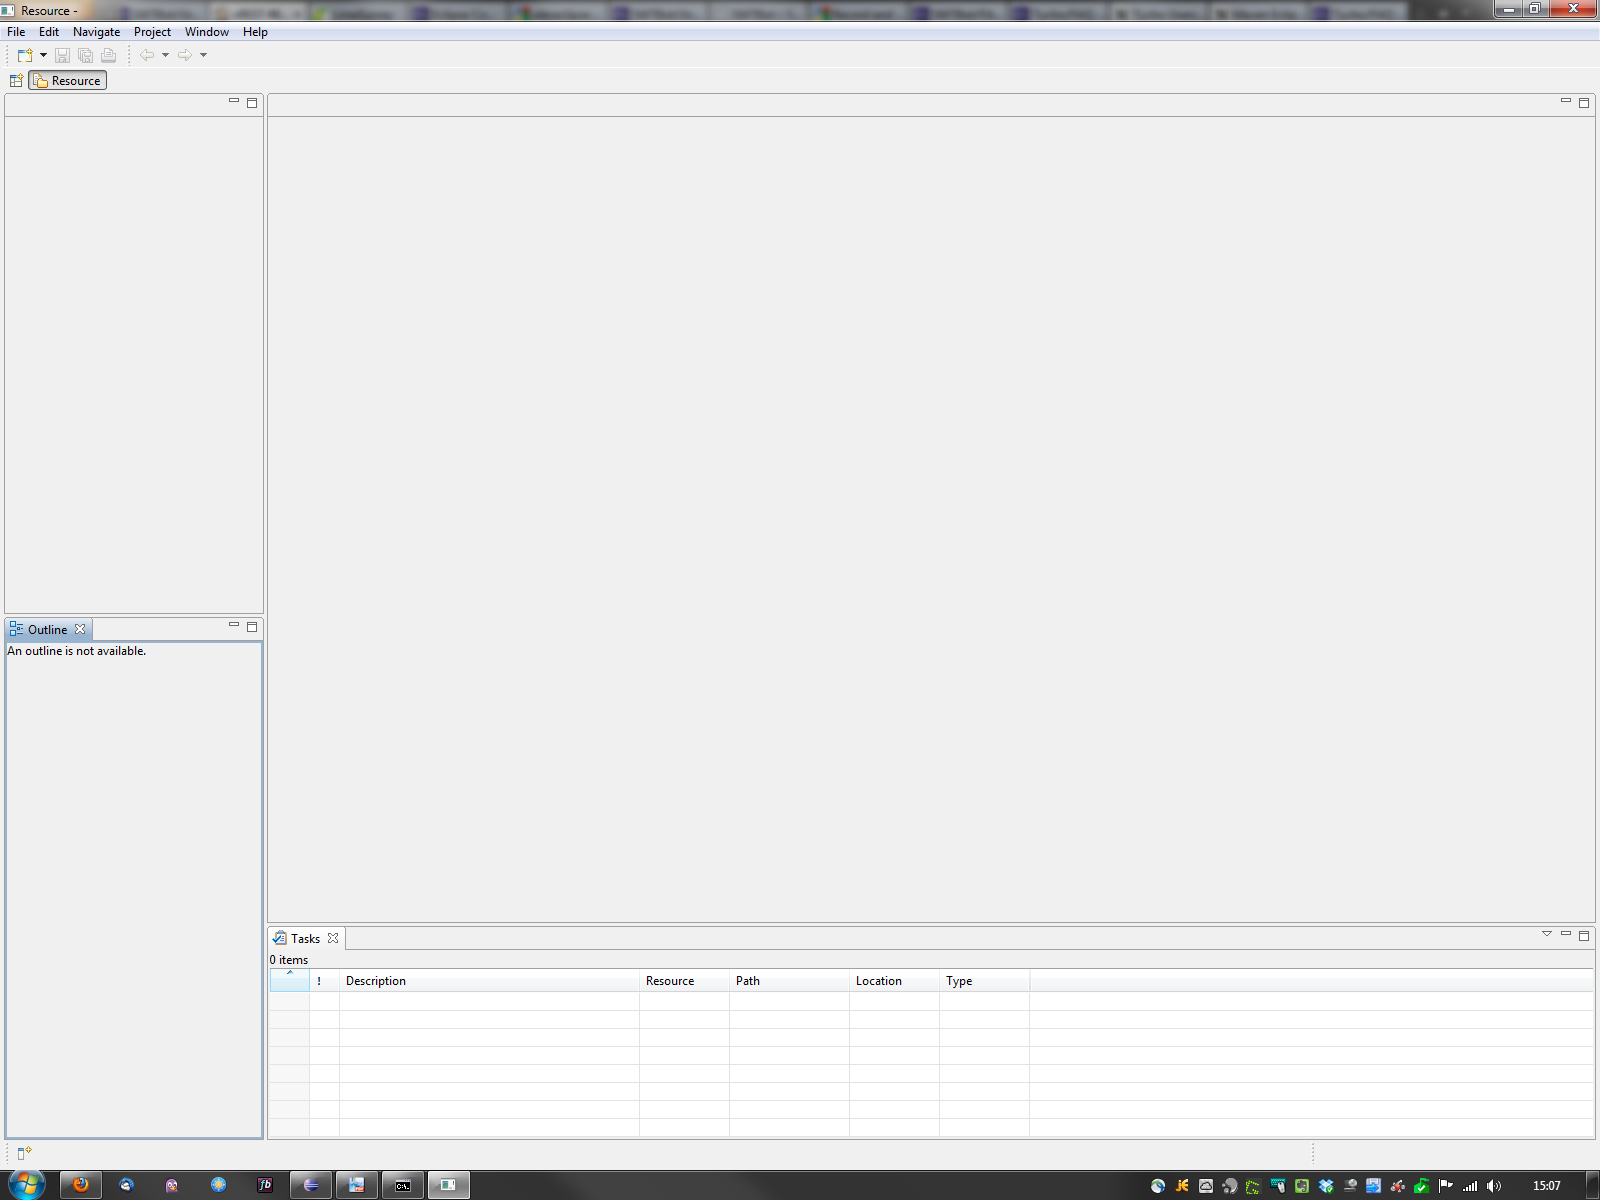 Resource -
File Edit Navigate Project Window Help
Resource
Outline
An outline is not available.
Tasks
0 items
! Description Resource Path Location Type
15:07